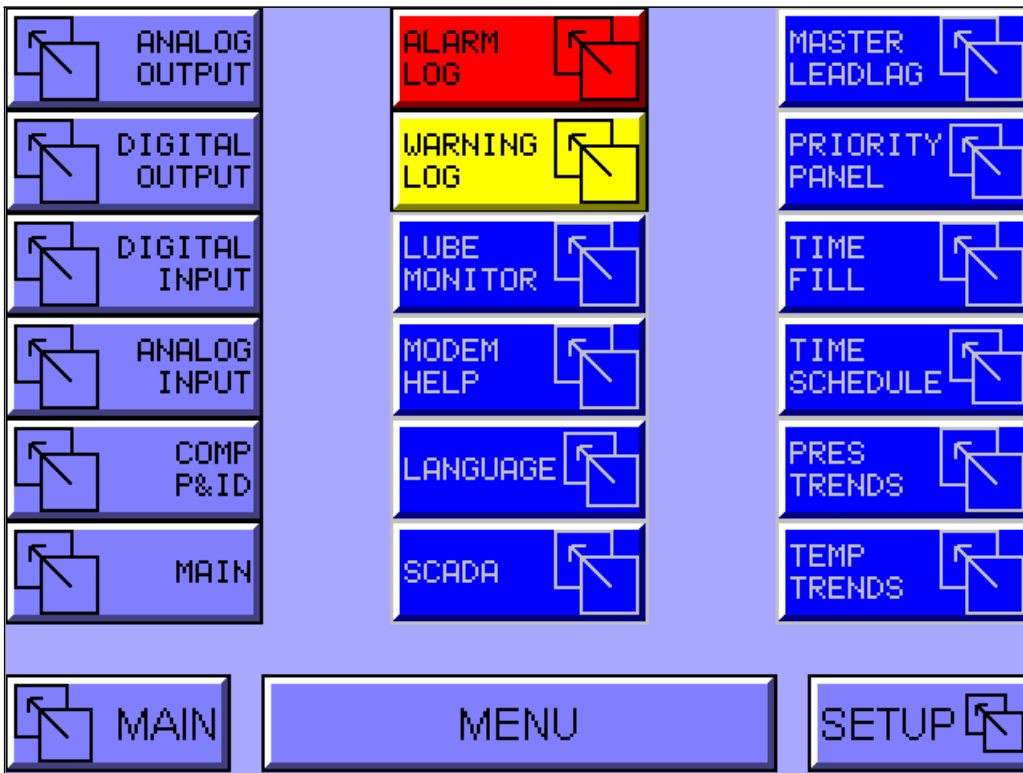 ANALOG
OUTPUT
ALARM
LOG
MASTER
LEADLAG
DIGITAL
OUTPUT
WARNING
LOG
PRIORITY
PANEL
DIGITAL
INPUT
LUBE
MONITOR
TIME
FILL
ANALOG
INPUT
MODEM
HELP
TIME
SCHEDULE
COMP
P&ID
LANGUAGE
PRES
TRENDS
MAIN
SCADA
TEMP
TRENDS
MAIN
MENU
SETUP